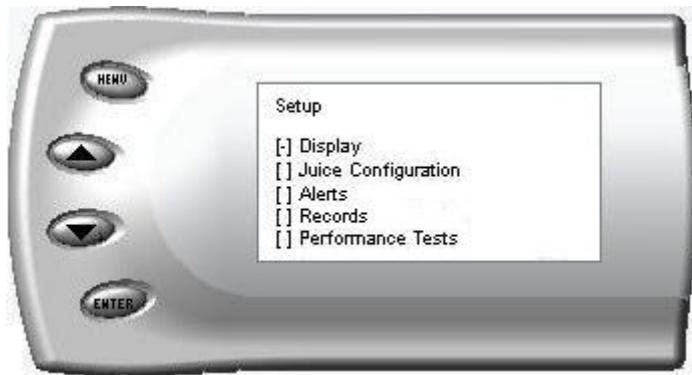 MENU
Setup
[-] Display
[ ] Juice Configuration
[ ] Alerts
[ ] Records
[ ] Performance Tests
ENTER